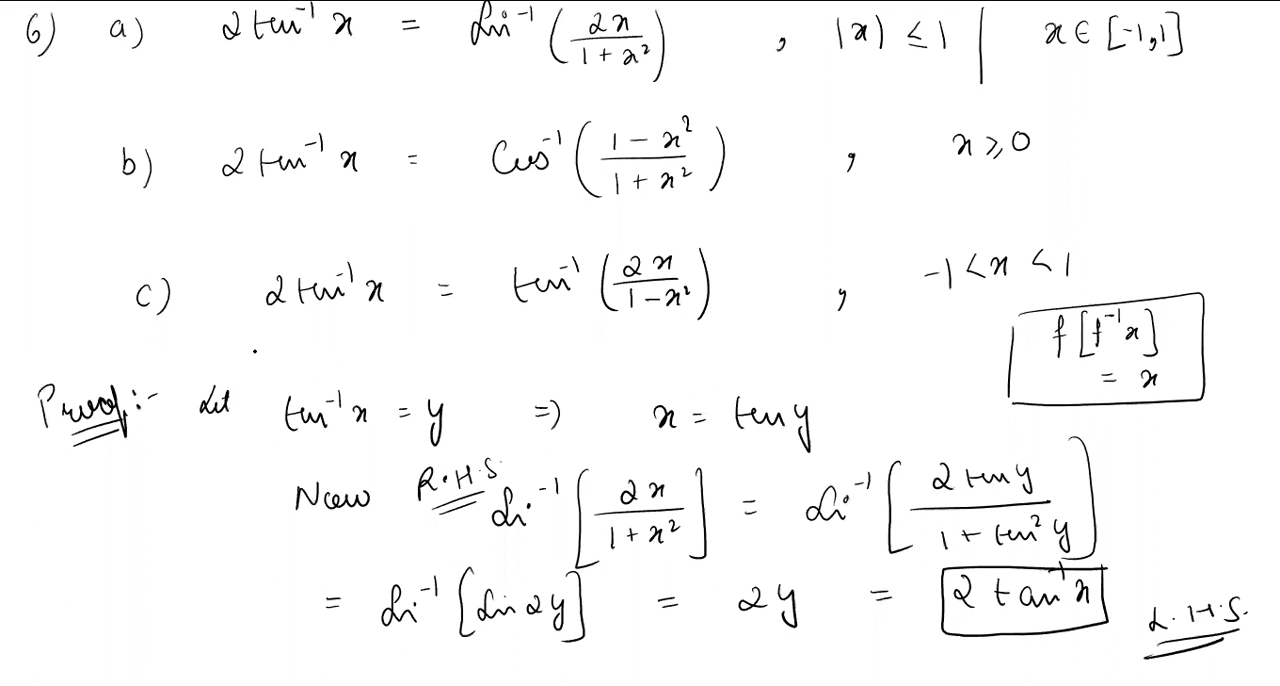 6) a) 2 tan⁻¹ x = sin⁻¹ (2x / (1 + x²)) , |x| ≤ 1 | x ∈ [-1,1]
b) 2 tan⁻¹ x = Cos⁻¹ ((1 - x²) / (1 + x²)) , x ≥ 0
c) 2 tan⁻¹ x = tan⁻¹ (2x / (1 - x²)) , -1 < x < 1
f [f⁻¹x]
= x
Proof :- Let tan⁻¹ x = y => x = tan y
Now R.H.S. sin⁻¹ [2x / (1 + x²)] = sin⁻¹ [2 tan y / (1 + tan² y)]
= sin⁻¹ [sin 2y] = 2y = 2 tan⁻¹ x L.H.S.